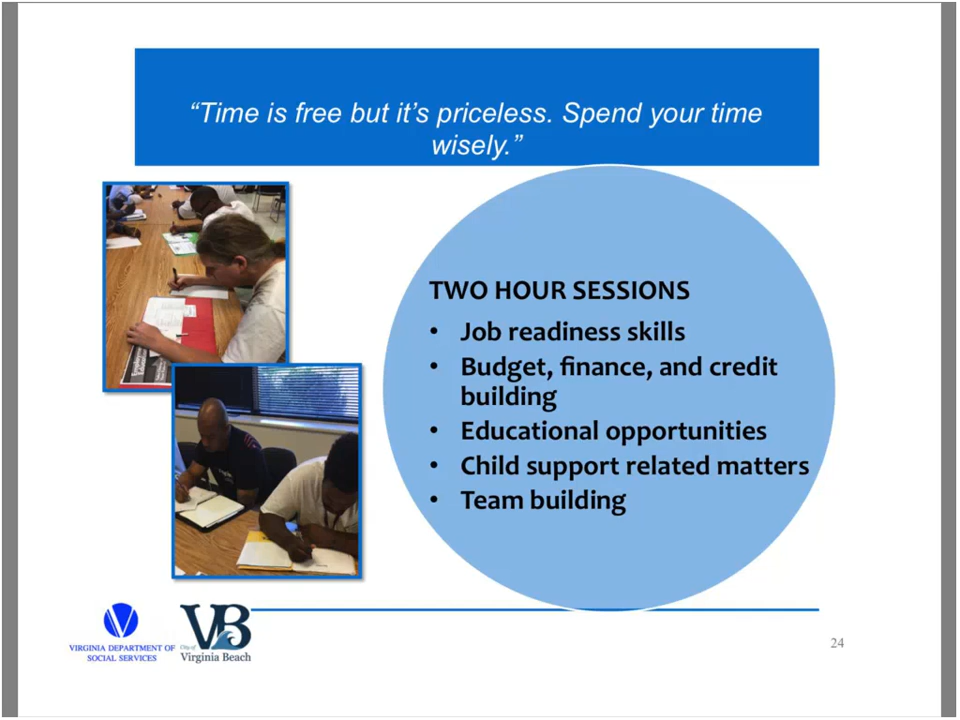 “Time is free but it’s priceless. Spend your time
wisely.”
TWO HOUR SESSIONS
• Job readiness skills
• Budget, finance, and credit
building
• Educational opportunities
• Child support related matters
• Team building
VIRGINIA DEPARTMENT OF
SOCIAL SERVICES
VB
City of
Virginia Beach
24